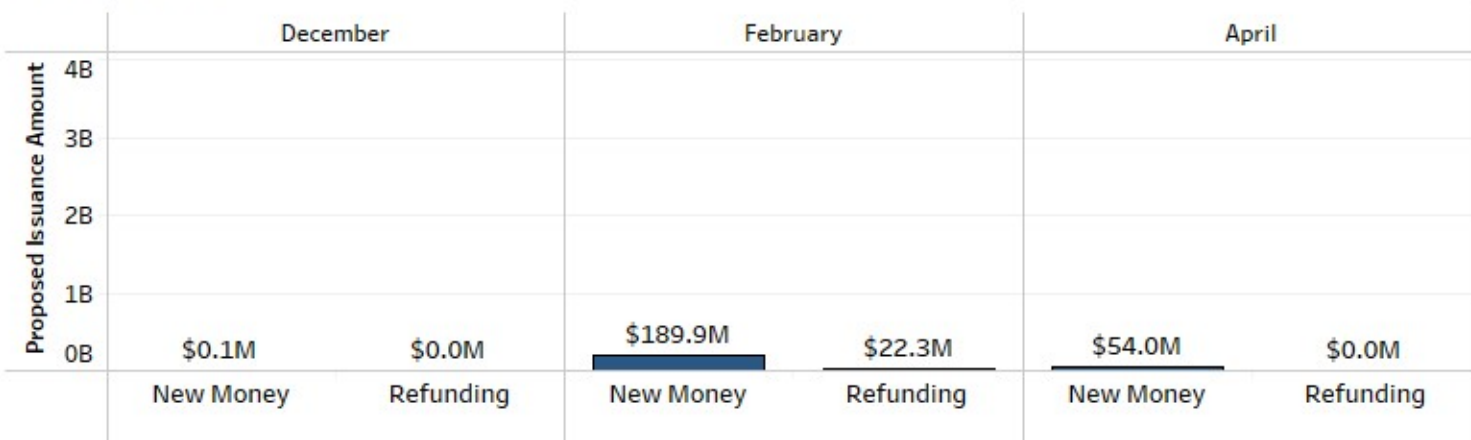 December February April
Proposed Issuance Amount
4B
3B
2B
1B
0B
$0.1M $0.0M $189.9M $22.3M $54.0M $0.0M
New Money Refunding New Money Refunding New Money Refunding